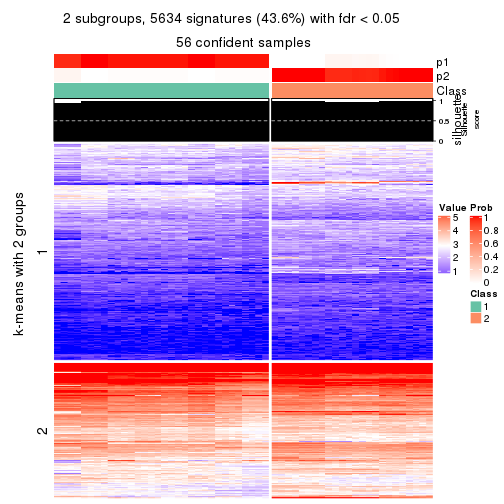 2 subgroups, 5634 signatures (43.6%) with fdr < 0.05
56 confident samples
p1
p2
Class
1
0.5
0
silhouette
Silhouette
score
k-means with 2 groups
1
2
Value
5
4
3
2
1
Prob
1
0.8
0.6
0.4
0.2
0
Class
1
2